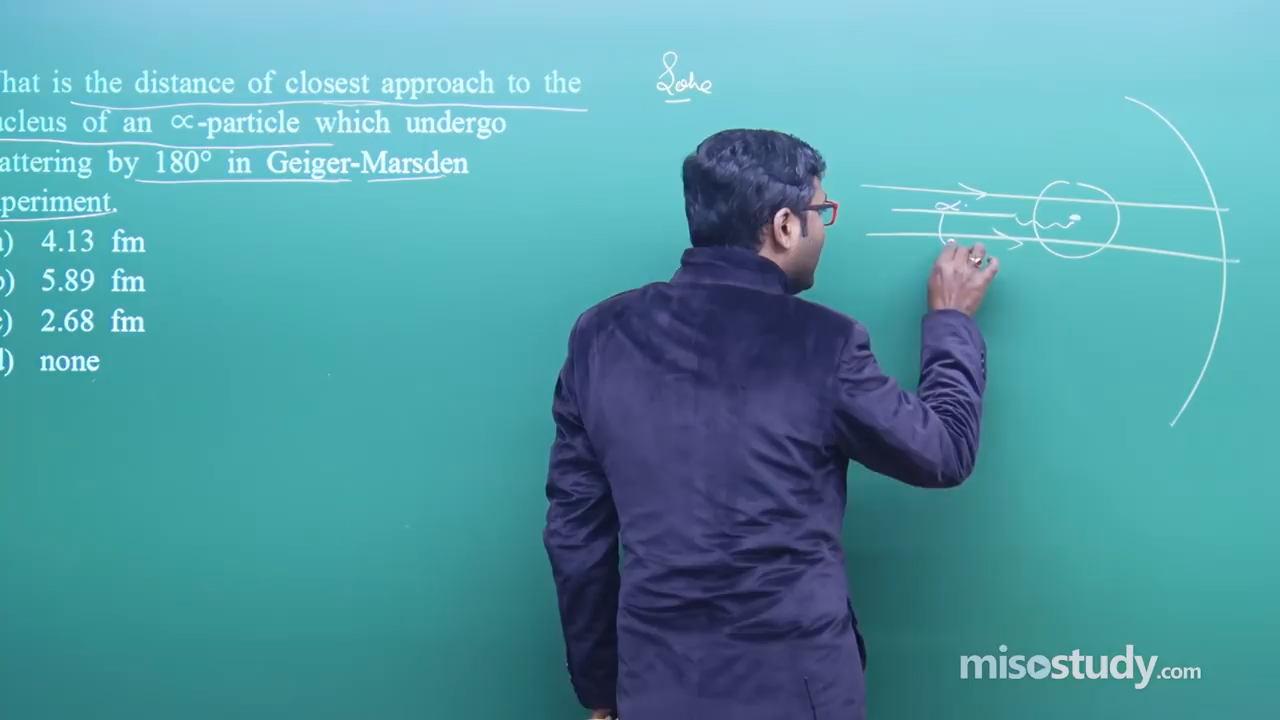 hat is the distance of closest approach to the
ucleus of an ∝-particle which undergo
attering by 180° in Geiger-Marsden
periment.
) 4.13 fm
) 5.89 fm
) 2.68 fm
) none
∝
misostudy.com